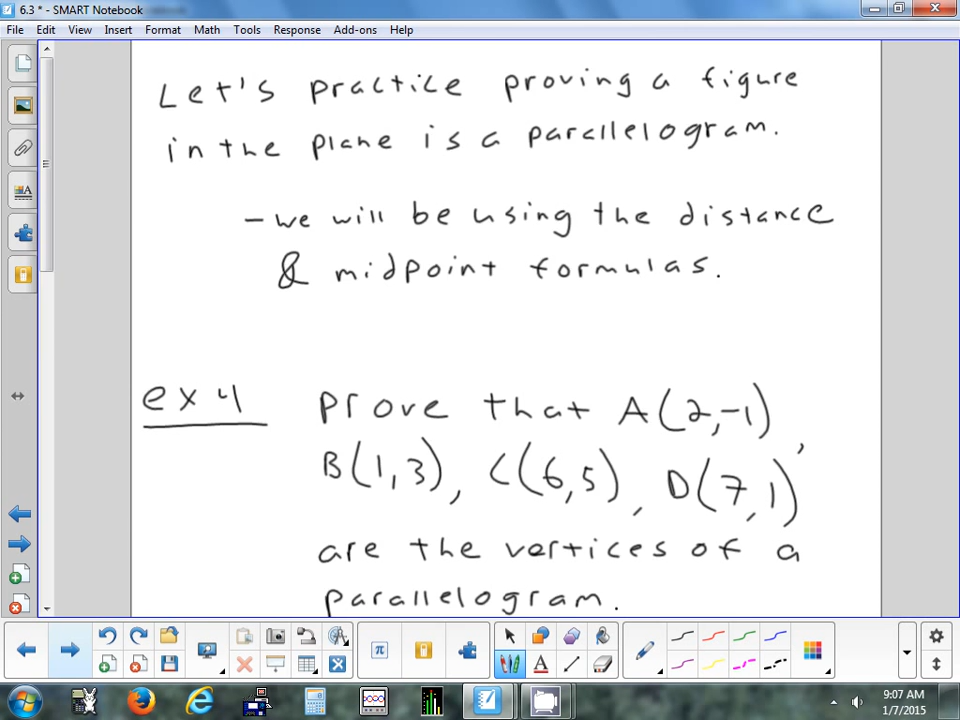 6.3 * - SMART Notebook
File Edit View Insert Format Math Tools Response Add-ons Help
Let's practice proving a figure
in the plane is a parallelogram.
- we will be using the distance
& midpoint formulas.
ex 4 Prove that A(2,-1),
B(1,3), C(6,5), D(7,1)
are the vertices of a
parallelogram.
9:07 AM
1/7/2015